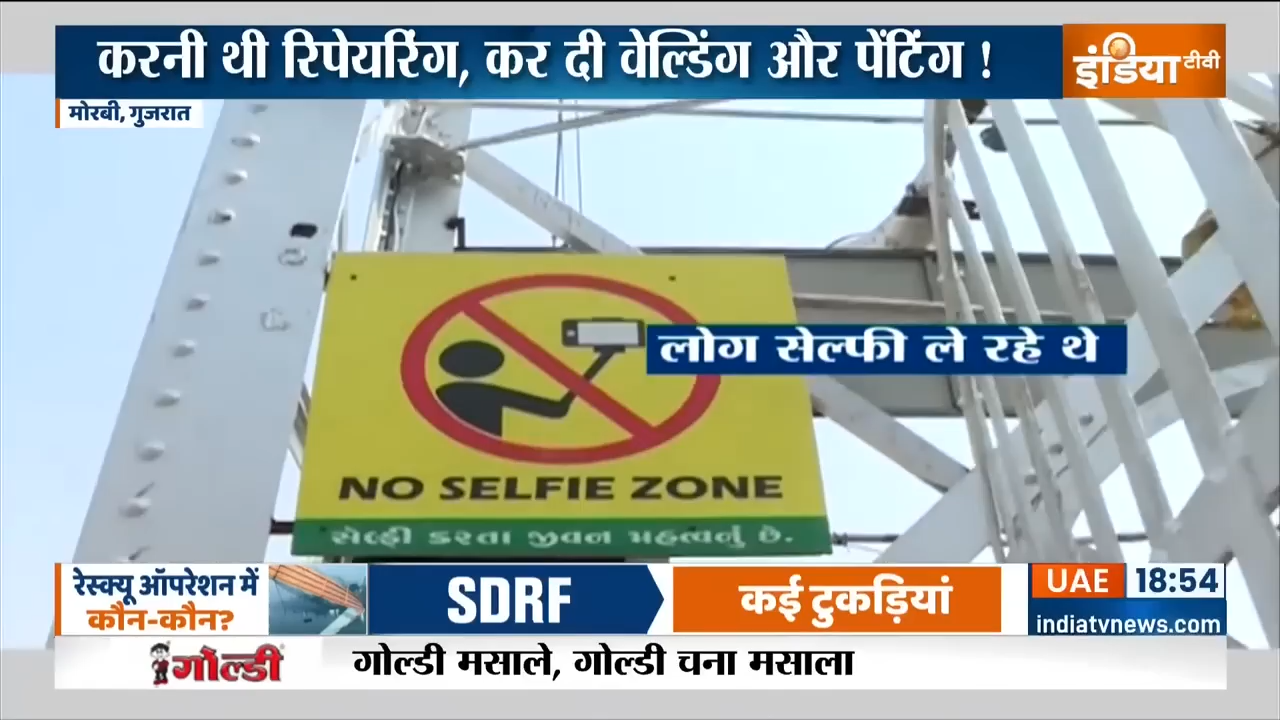 करनी थी रिपेयरिंग, कर दी वेल्डिंग और पेंटिंग !
इंडिया टीवी
मोरबी, गुजरात
लोग सेल्फी ले रहे थे
NO SELFIE ZONE
સેલ્ફી કરતા જીવન મહત્વનું છે.
रेस्क्यू ऑपरेशन में
कौन-कौन?
SDRF
कई टुकड़ियां
UAE 18:54
indiatvnews.com
गोल्डी
गोल्डी मसाले, गोल्डी चना मसाला